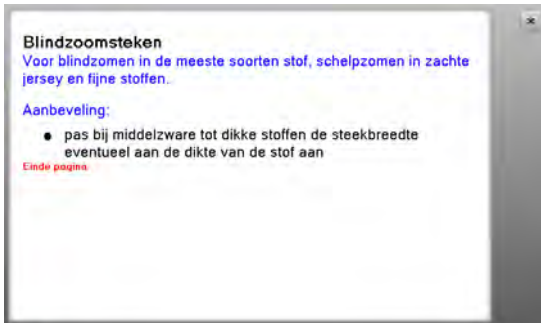 Blindzoomsteken
Voor blindzomen in de meeste soorten stof, schelpzomen in zachte
jersey en fijne stoffen.
Aanbeveling:
● pas bij middelzware tot dikke stoffen de steekbreedte
eventueel aan de dikte van de stof aan
Einde pagina